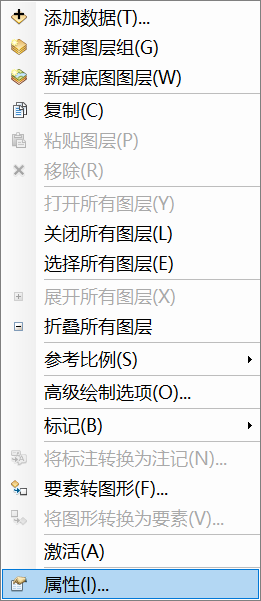 添加数据(T)...
新建图层组(G)
新建底图图层(W)
复制(C)
粘贴图层(P)
移除(R)
打开所有图层(Y)
关闭所有图层(L)
选择所有图层(E)
展开所有图层(X)
折叠所有图层
参考比例(S)
高级绘制选项(O)...
标记(B)
将标注转换为注记(N)...
要素转图形(F)...
将图形转换为要素(V)...
激活(A)
属性(I)...